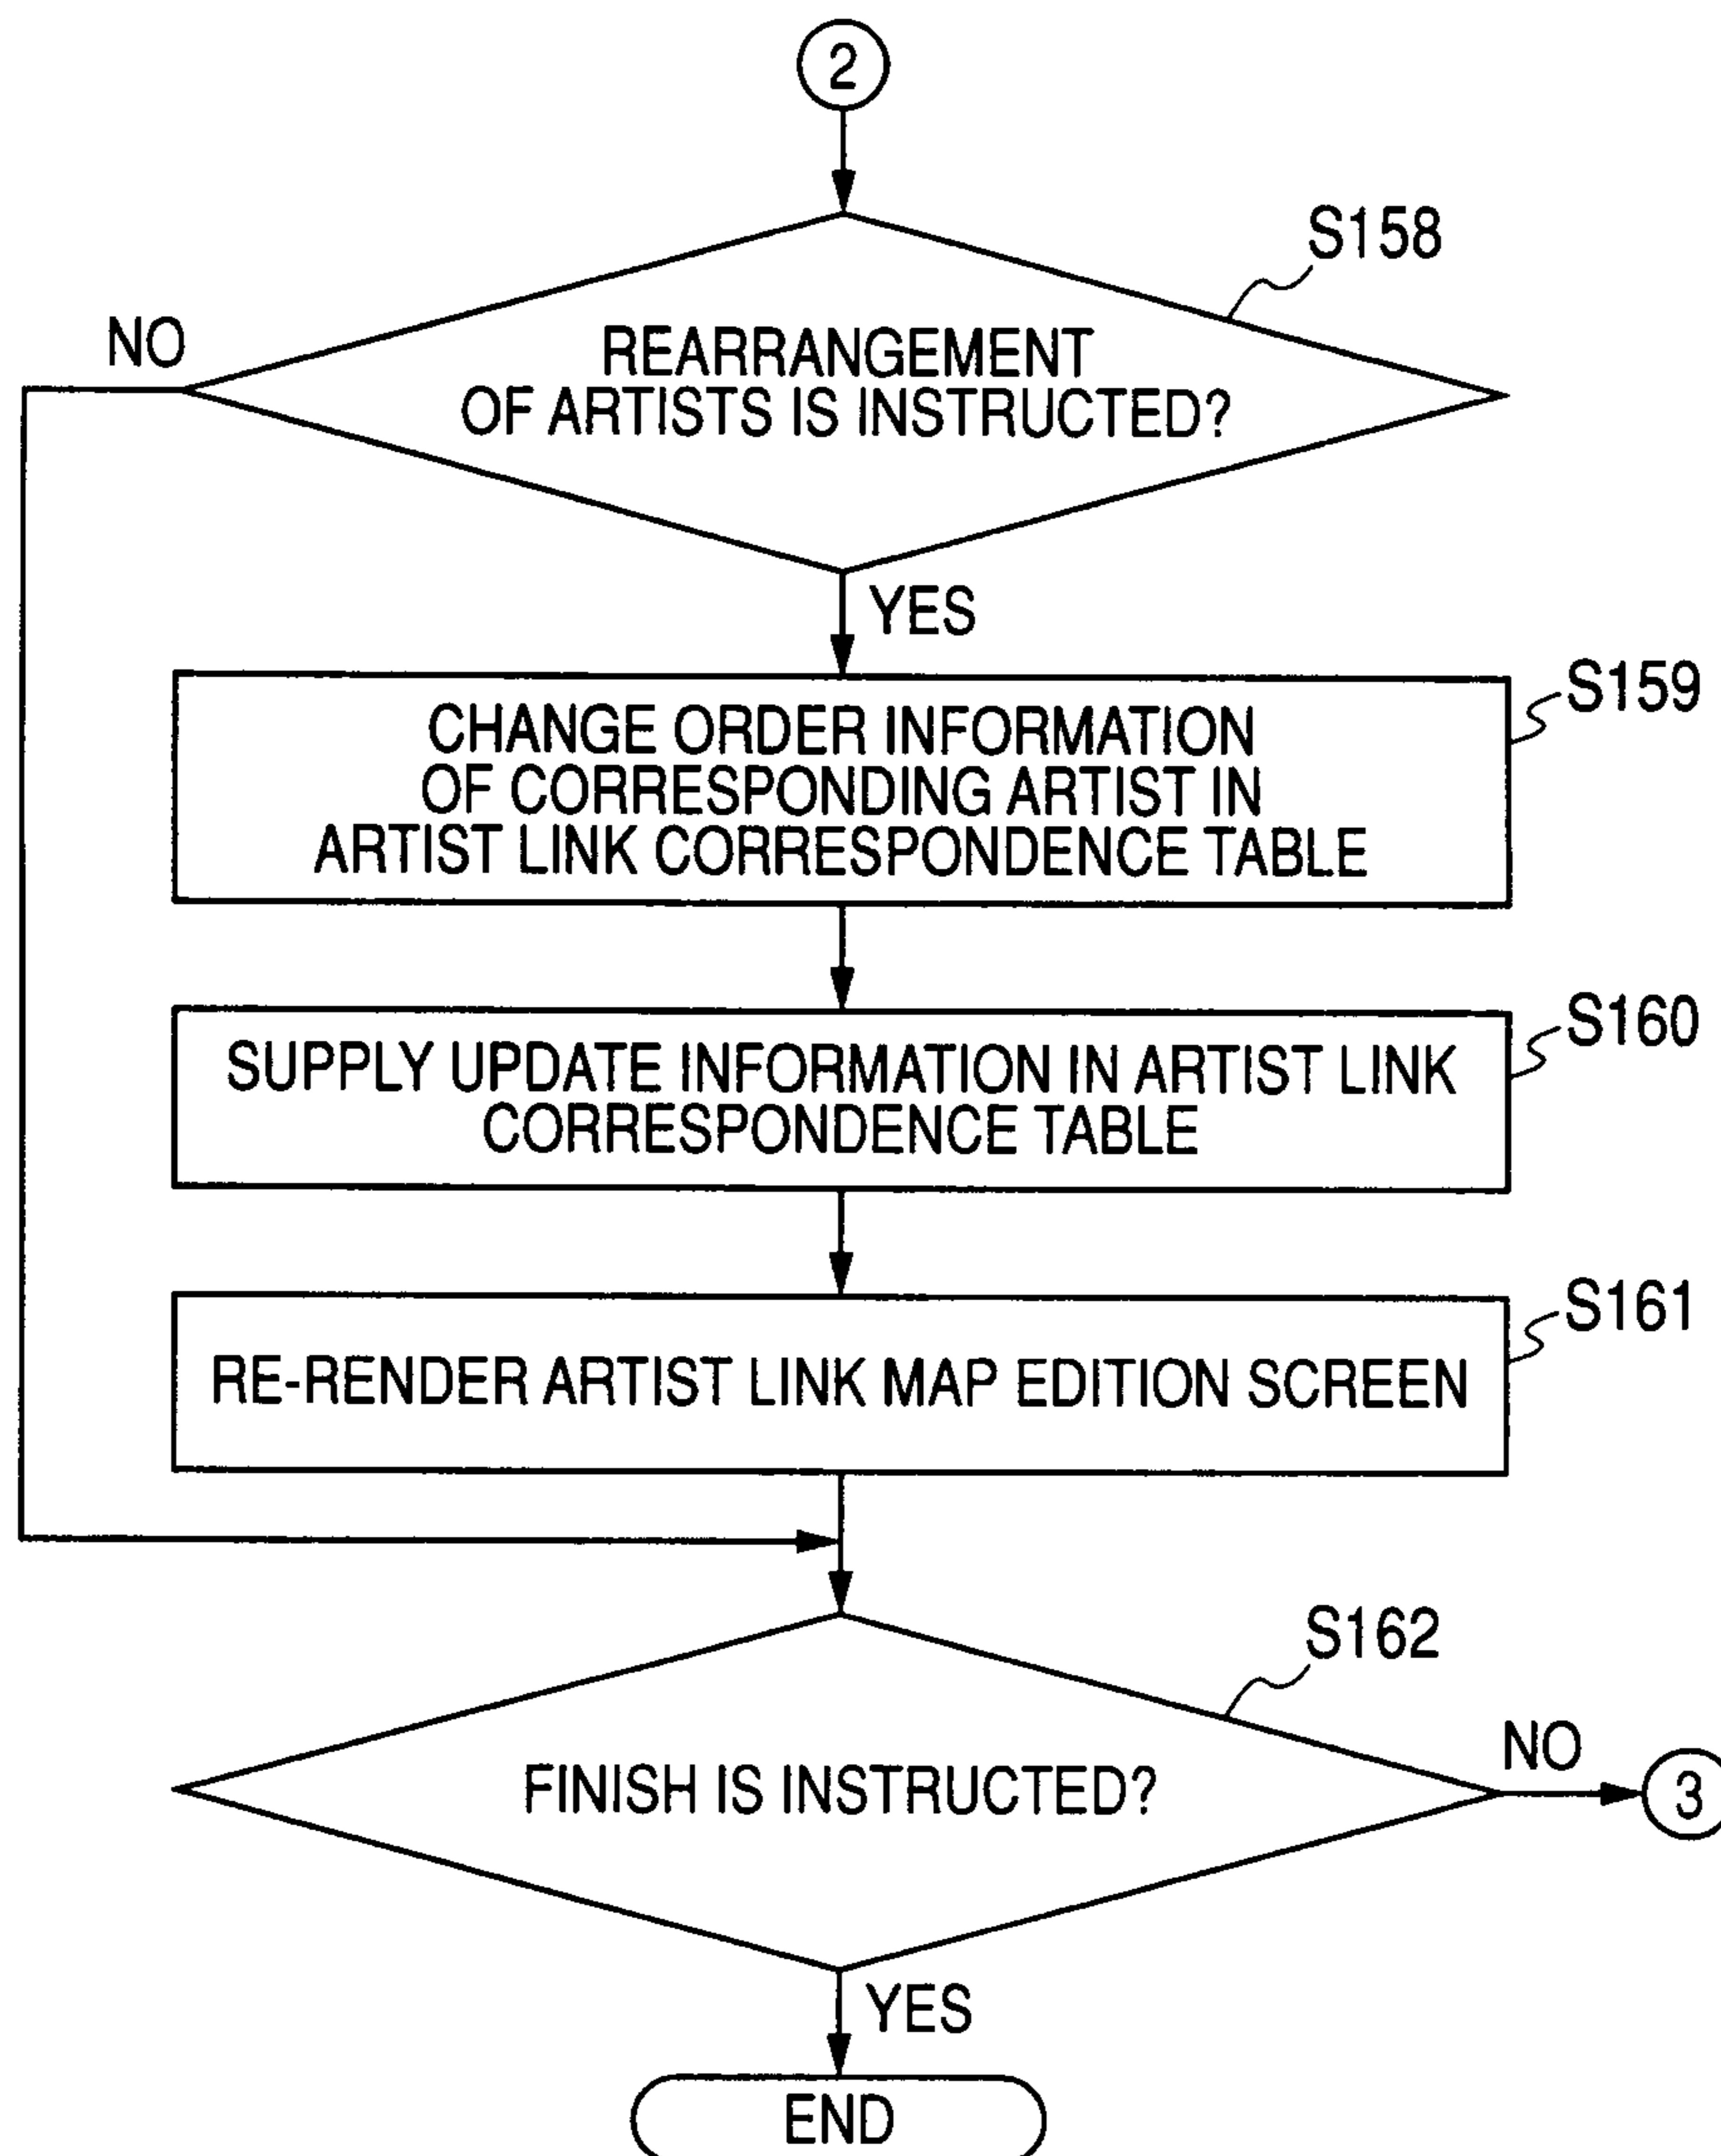 2
S158
NO
REARRANGEMENT
OF ARTISTS IS INSTRUCTED?
YES
S159
CHANGE ORDER INFORMATION
OF CORRESPONDING ARTIST IN
ARTIST LINK CORRESPONDENCE TABLE
S160
SUPPLY UPDATE INFORMATION IN ARTIST LINK
CORRESPONDENCE TABLE
S161
RE-RENDER ARTIST LINK MAP EDITION SCREEN
S162
FINISH IS INSTRUCTED?
NO
3
YES
END